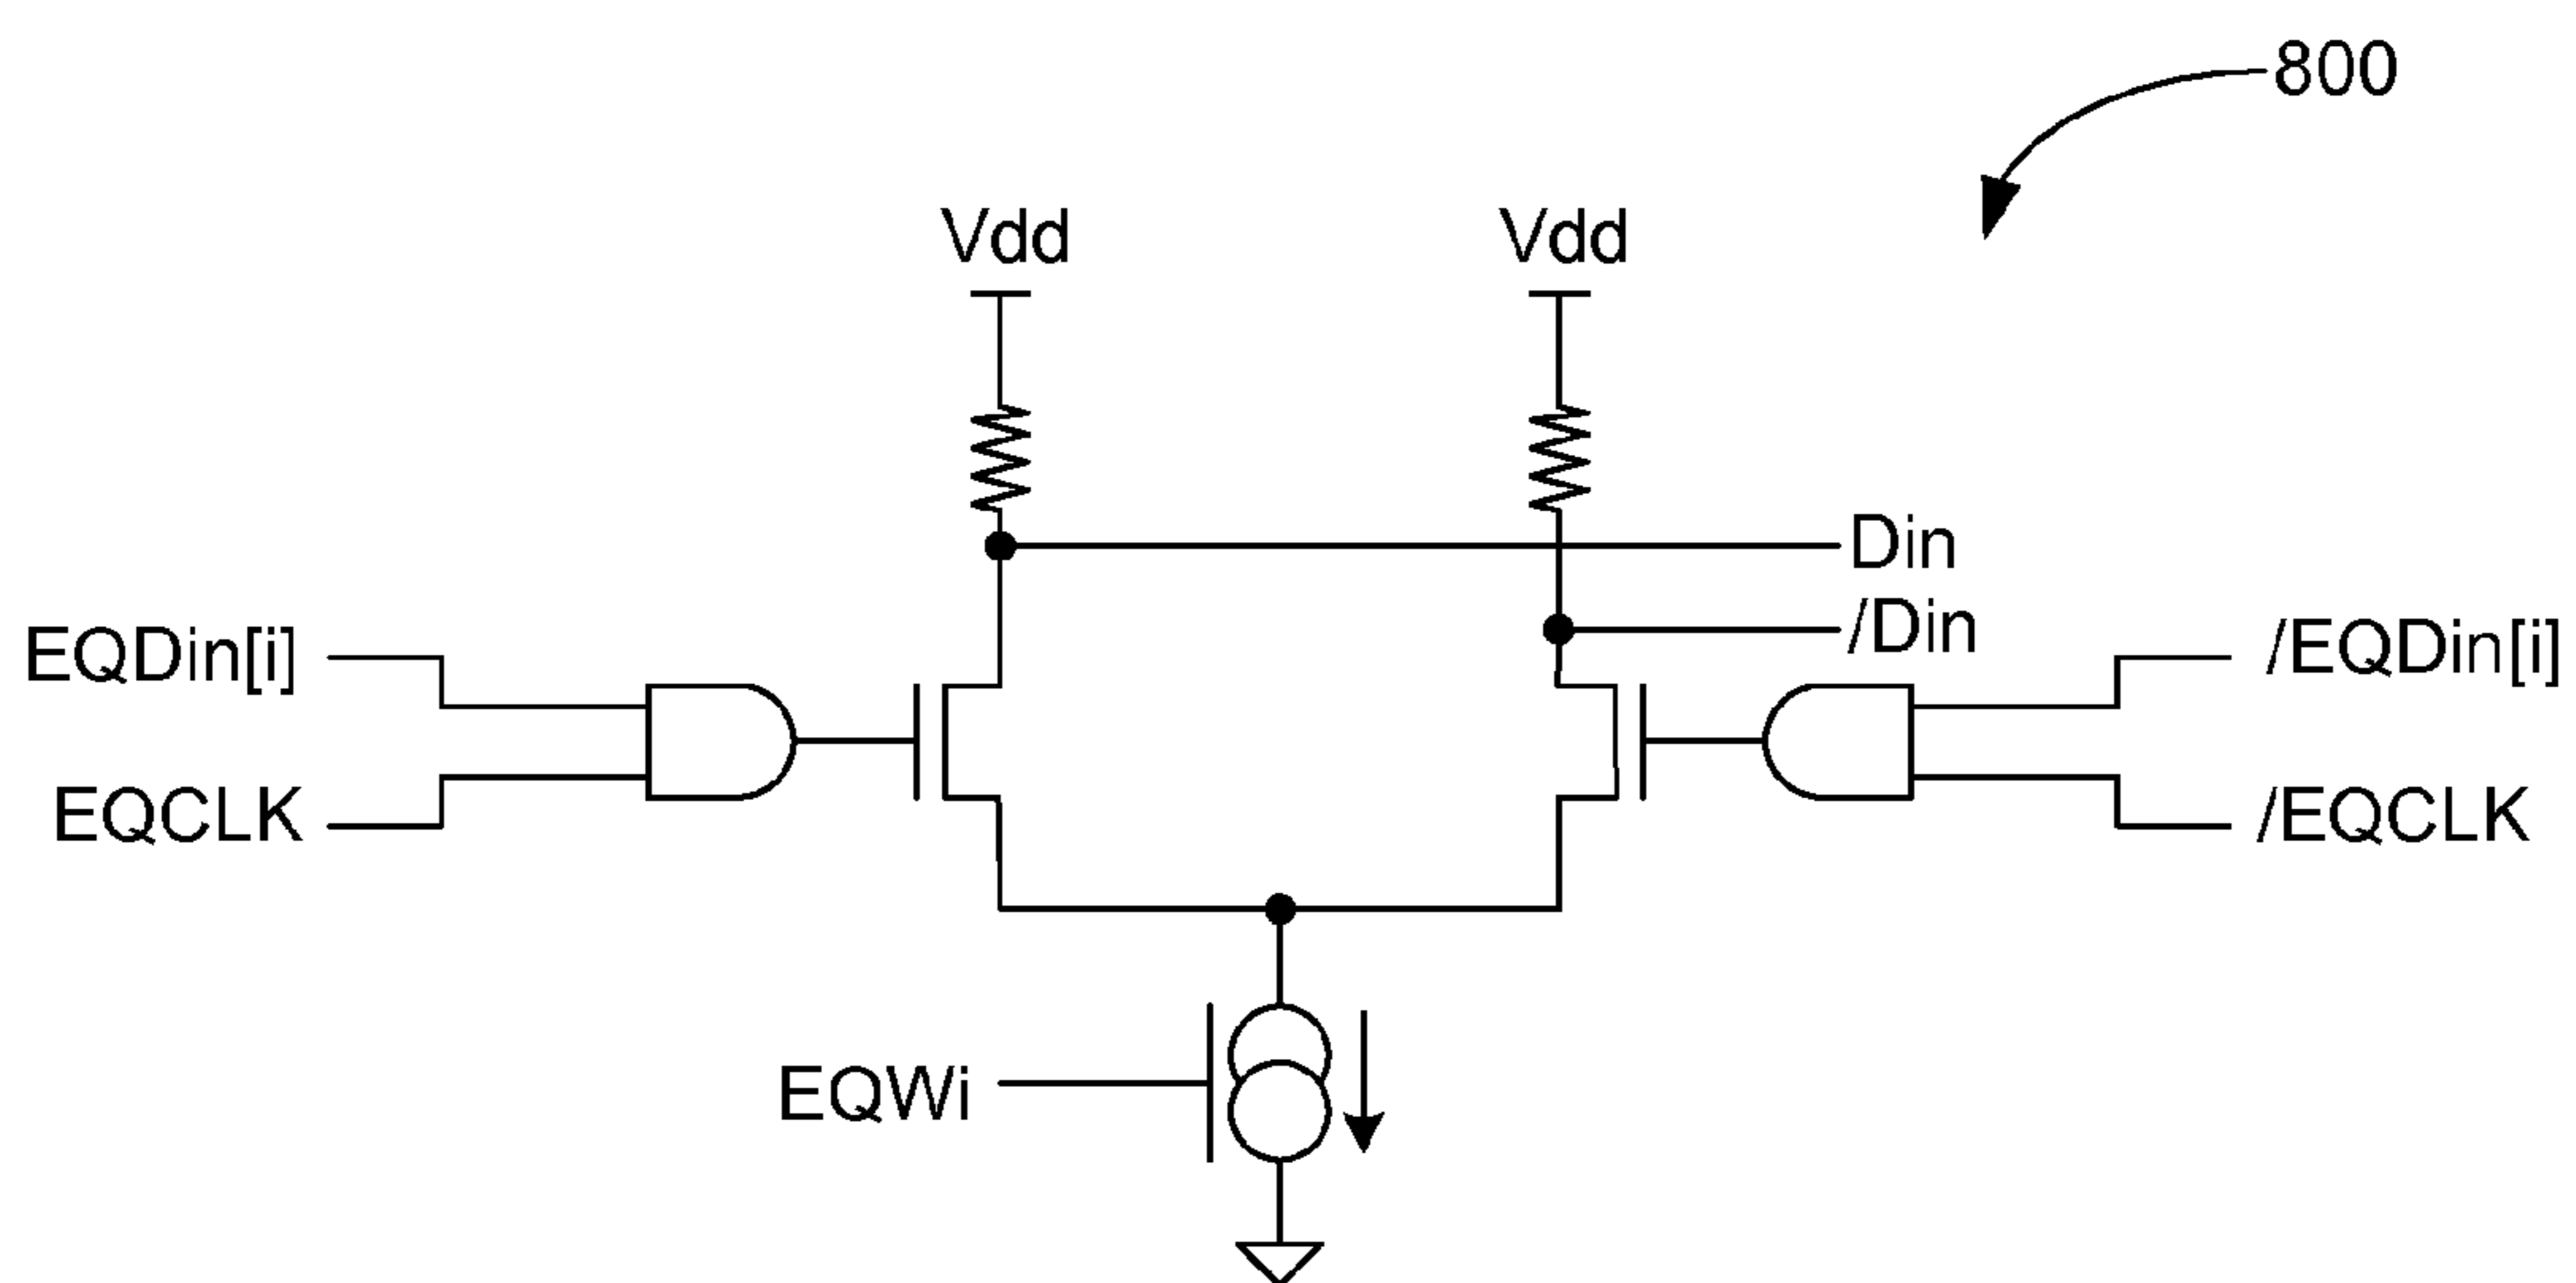 800
Vdd
Vdd
Din
/Din
EQDin[i]
/EQDin[i]
EQCLK
/EQCLK
EQWi